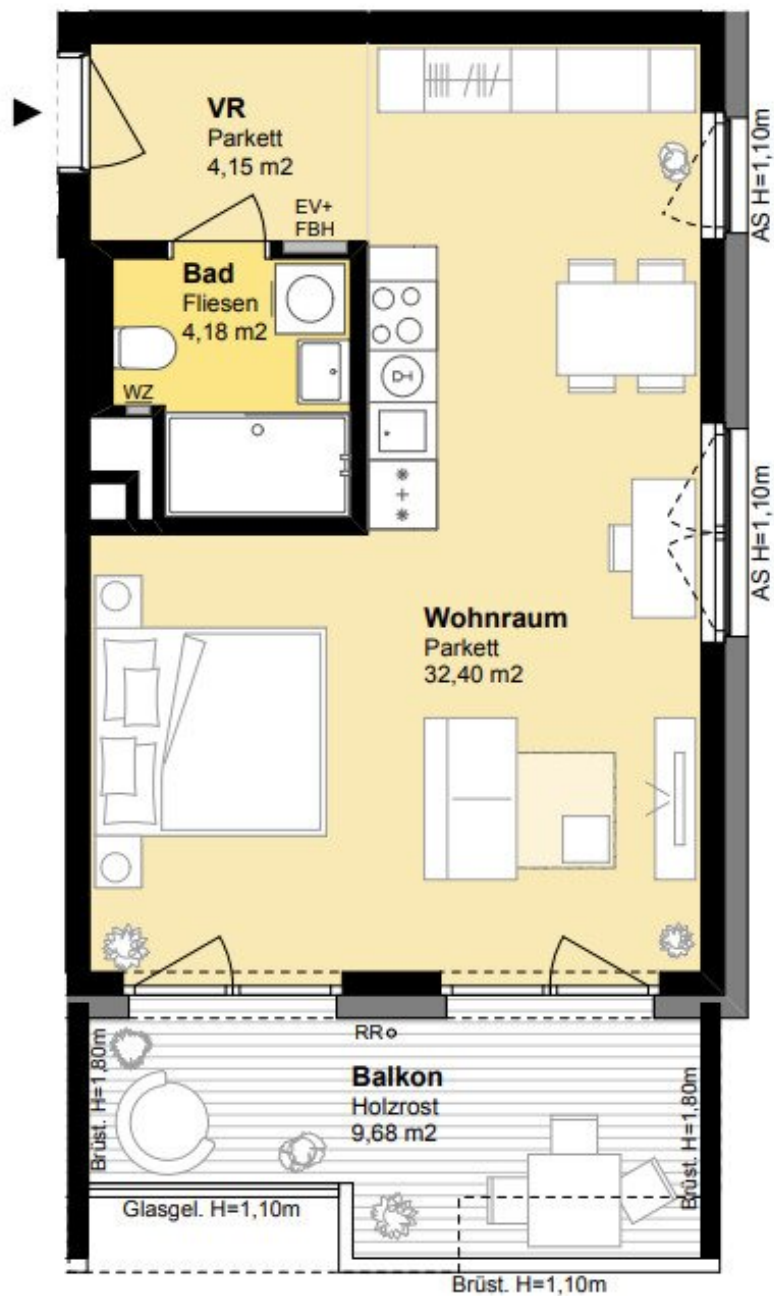 VR
Parkett
4,15 m2
EV+
FBH
AS H=1,10m
Bad
Fliesen
4,18 m2
WZ
AS H=1,10m
Wohnraum
Parkett
32,40 m2
RR
Brüst. H=1,80m
Balkon
Holzrost
9,68 m2
Brüst. H=1,80m
Glasgel. H=1,10m
Brüst. H=1,10m